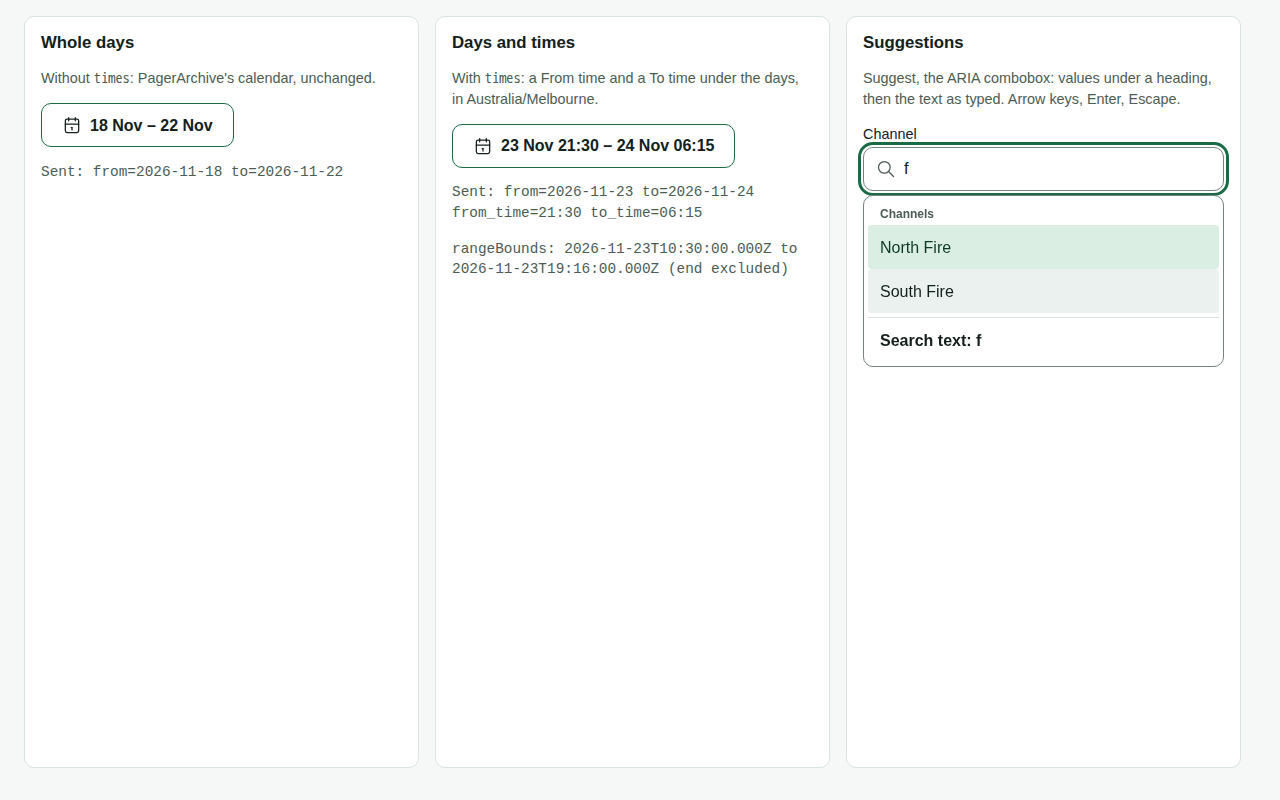 Whole days
Without times: PagerArchive's calendar, unchanged.
18 Nov – 22 Nov
Sent: from=2026-11-18 to=2026-11-22
Days and times
With times: a From time and a To time under the days,
in Australia/Melbourne.
23 Nov 21:30 – 24 Nov 06:15
Sent: from=2026-11-23 to=2026-11-24
from_time=21:30 to_time=06:15
rangeBounds: 2026-11-23T10:30:00.000Z to
2026-11-23T19:16:00.000Z (end excluded)
Suggestions
Suggest, the ARIA combobox: values under a heading,
then the text as typed. Arrow keys, Enter, Escape.
Channel
f
Channels
North Fire
South Fire
Search text: f